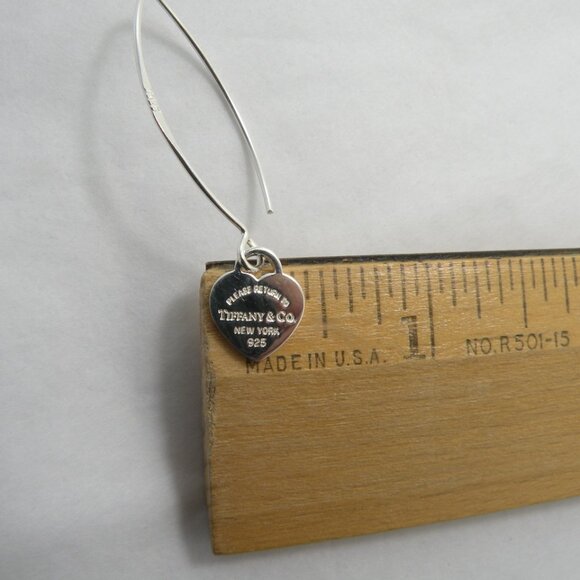 PLEASE RETURN TO
TIFFANY & CO.
NEW YORK
925
1
MADE IN U.S.A.
NO. R501-15